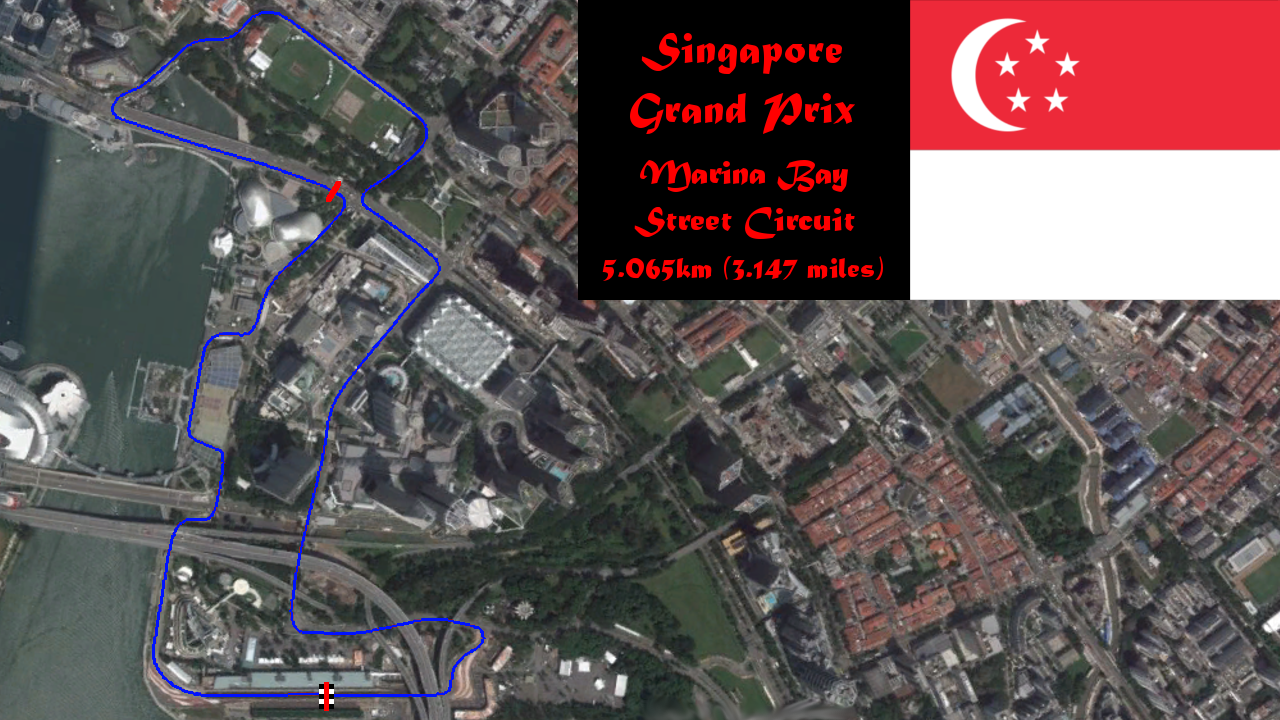 Singapore
Grand Prix
Marina Bay
Street Circuit
5.065km (3.147 miles)